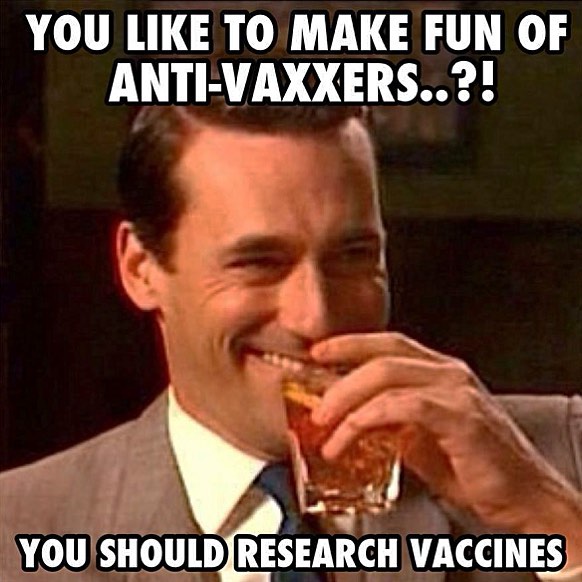 YOU LIKE TO MAKE FUN OF
ANTI-VAXXERS..?!
YOU SHOULD RESEARCH VACCINES